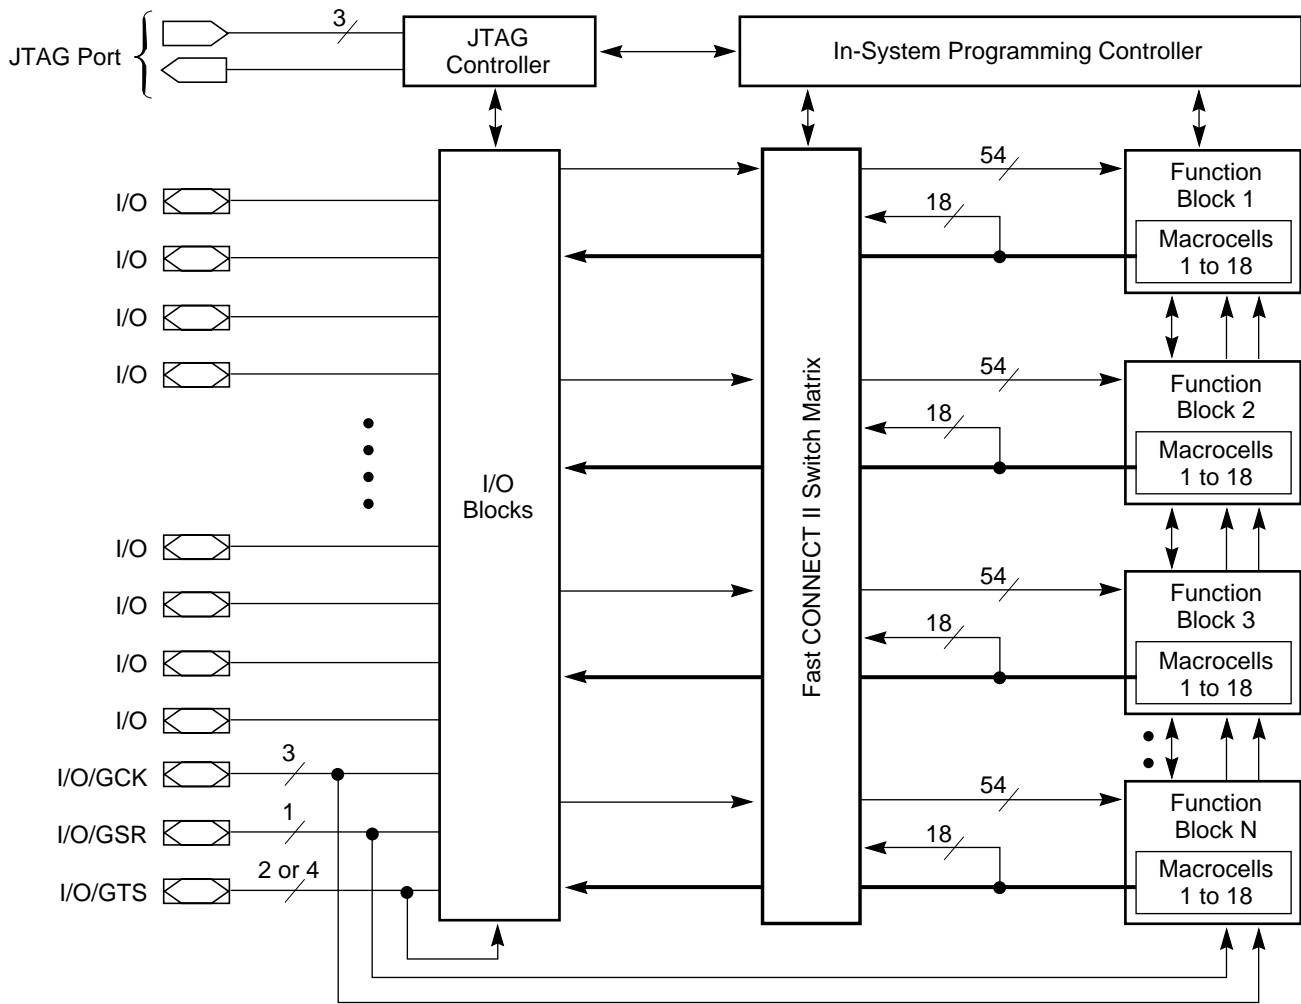 JTAG Port
3
JTAG
Controller
In-System Programming Controller
I/O
I/O
I/O
I/O
I/O
I/O
I/O
I/O
I/O/GCK
3
I/O/GSR
1
I/O/GTS
2 or 4
I/O
Blocks
Fast CONNECT II Switch Matrix
54
18
Function
Block 1
Macrocells
1 to 18
54
18
Function
Block 2
Macrocells
1 to 18
54
18
Function
Block 3
Macrocells
1 to 18
54
18
Function
Block N
Macrocells
1 to 18